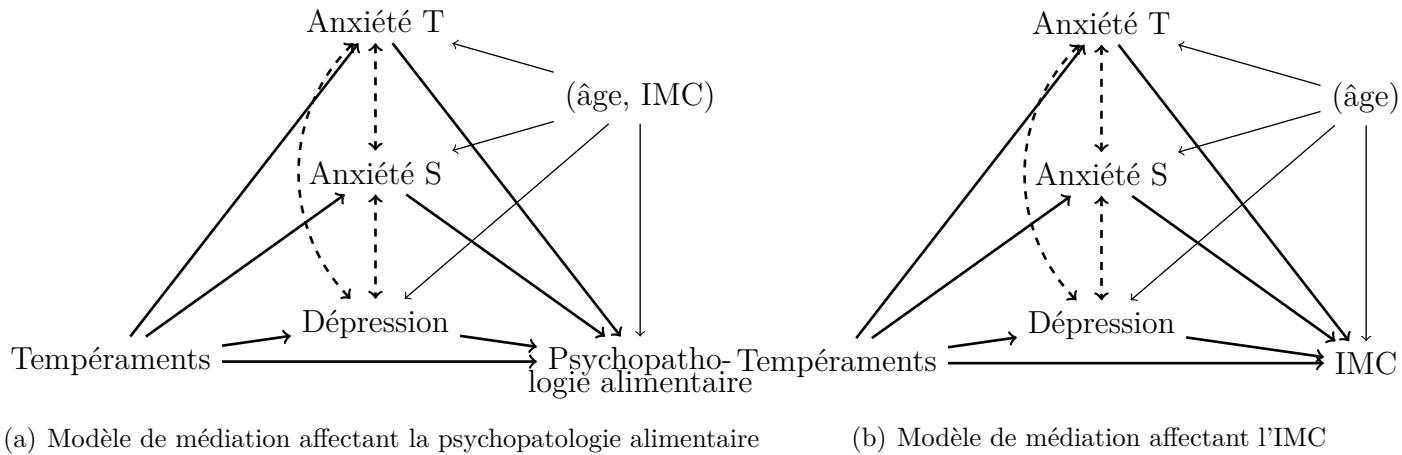 Anxiété T
(âge, IMC)
Anxiété S
Dépression
Tempéraments
Psychopatho-
logie alimentaire
(a) Modèle de médiation affectant la psychopatologie alimentaire
Anxiété T
(âge)
Anxiété S
Dépression
Tempéraments
IMC
(b) Modèle de médiation affectant l'IMC